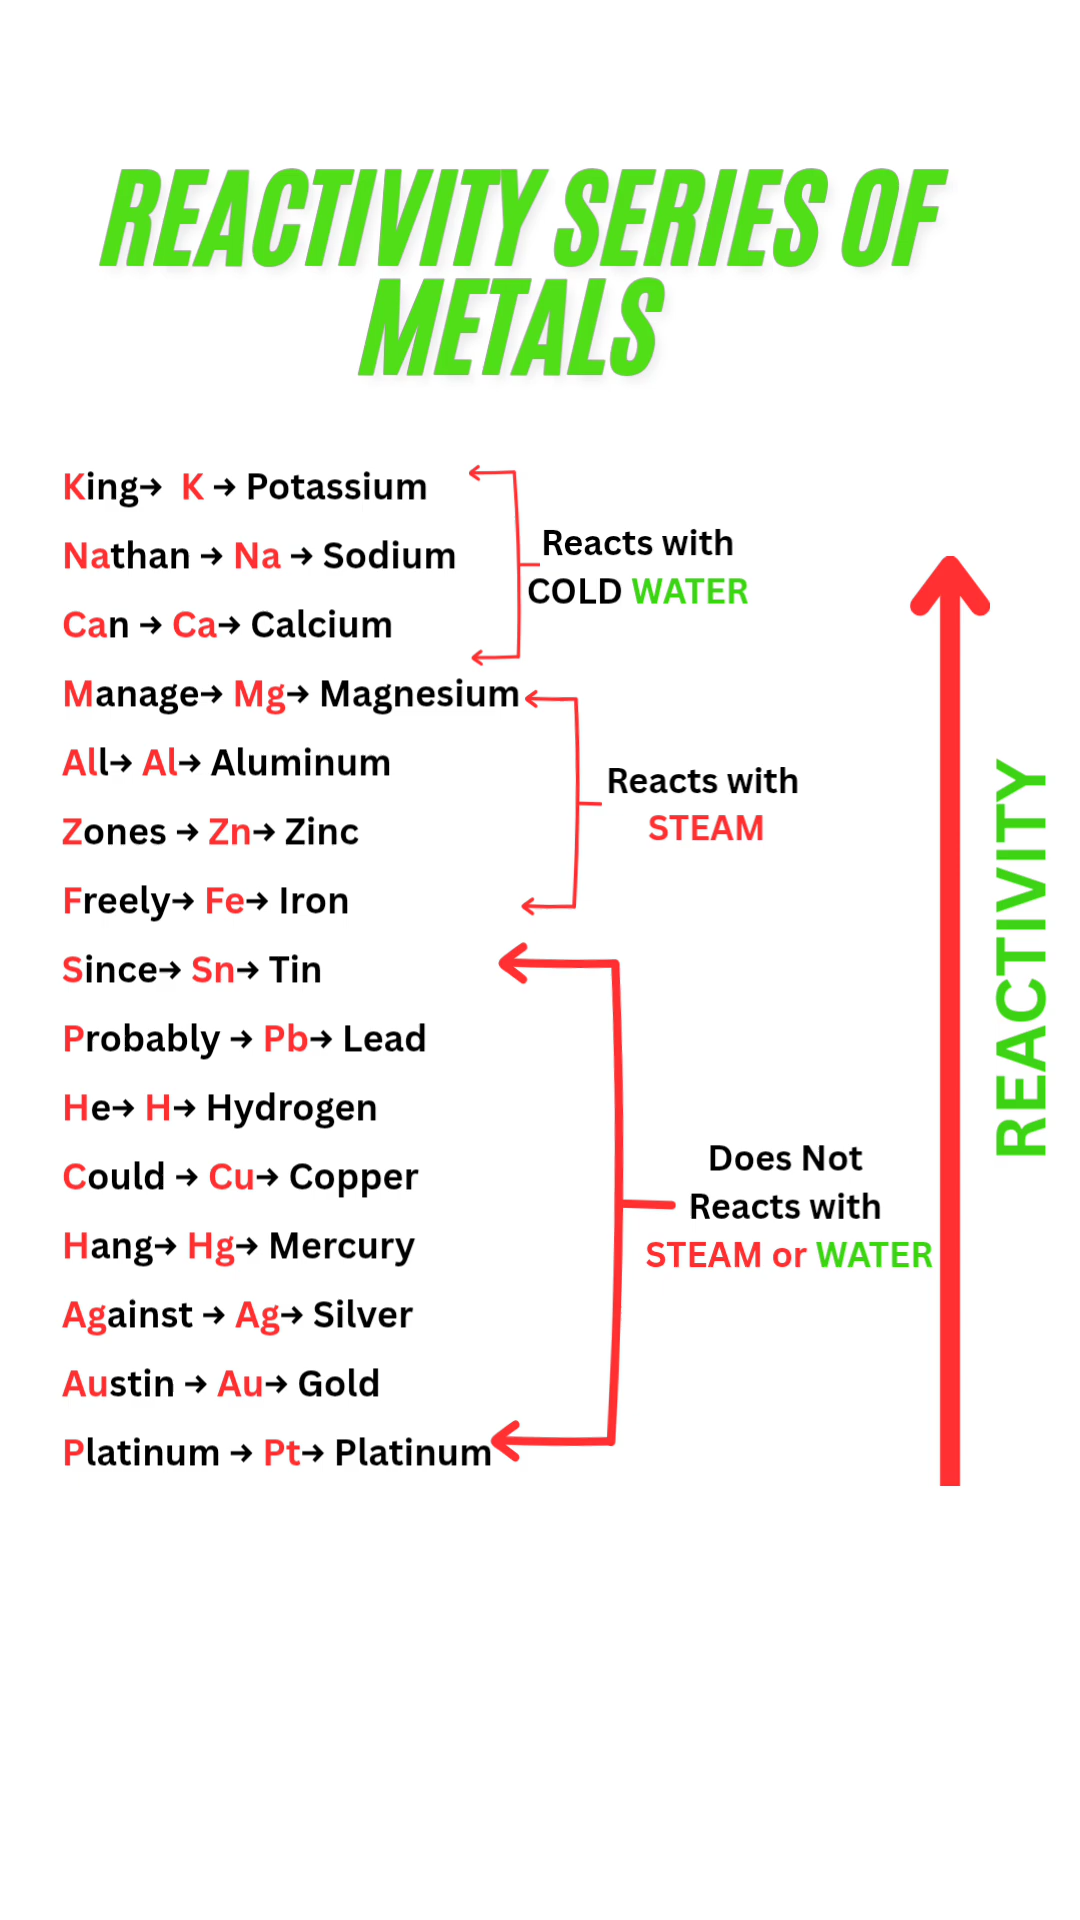 REACTIVITY SERIES OF
METALS
King→ K → Potassium
Nathan → Na → Sodium
Can → Ca→ Calcium
Manage→ Mg→ Magnesium
All→ Al→ Aluminum
Zones → Zn→ Zinc
Freely→ Fe→ Iron
Since→ Sn→ Tin
Probably → Pb→ Lead
He→ H→ Hydrogen
Could → Cu→ Copper
Hang→ Hg→ Mercury
Against → Ag→ Silver
Austin → Au→ Gold
Platinum → Pt→ Platinum
Reacts with
COLD WATER
Reacts with
STEAM
Does Not
Reacts with
STEAM or WATER
REACTIVITY